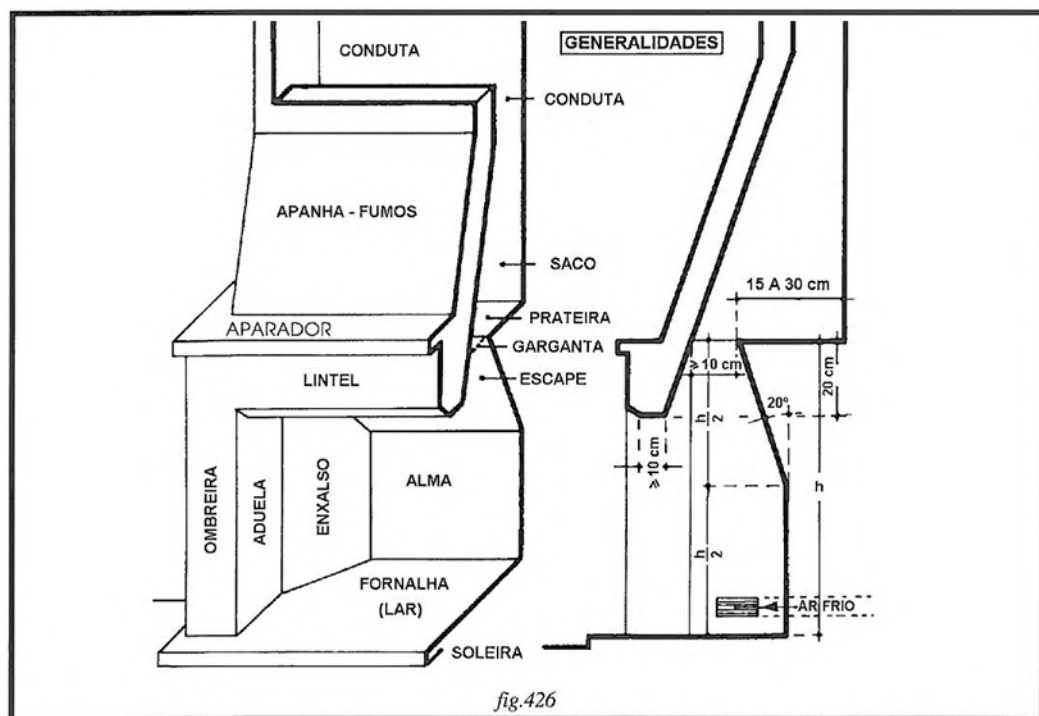 GENERALIDADES
CONDUTA
CONDUTA
APANHA - FUMOS
SACO
15 A 30 cm
PRATEIRA
APARADOR
GARGANTA
⩾10 cm
ESCAPE
20 cm
LINTEL
20º
h
2
⩾10 cm
OMBREIRA
ADUELA
ENXALSO
ALMA
h
h
2
FORNALHA
(LAR)
AR FRIO
SOLEIRA
fig.426